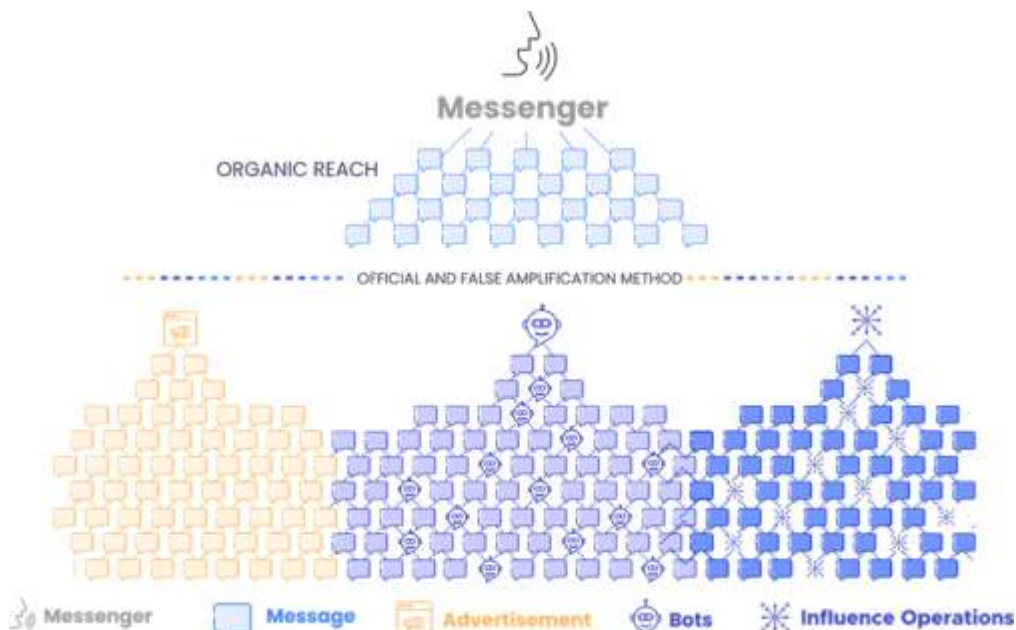 Messenger
ORGANIC REACH
OFFICIAL AND FALSE AMPLIFICATION METHOD
Messenger
Message
Advertisement
Bots
Influence Operations